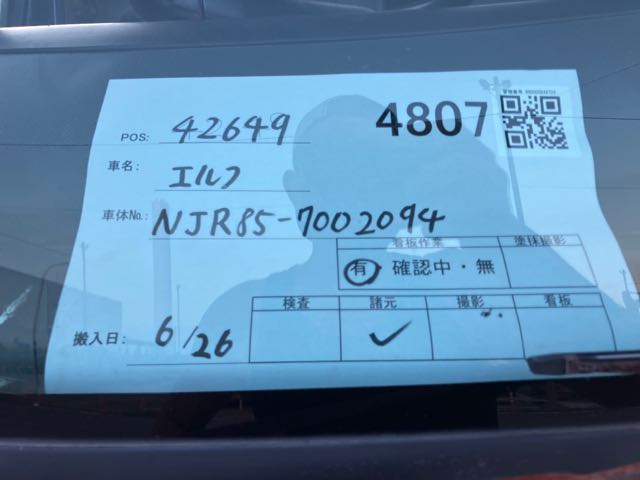 4807
POS: 42649
車名: エルフ
車体No.: NJR85-7002094
看板作業 塗抹撮影
有・確認中・無
検査 諸元 撮影 看板
搬入日: 6/26 ✓